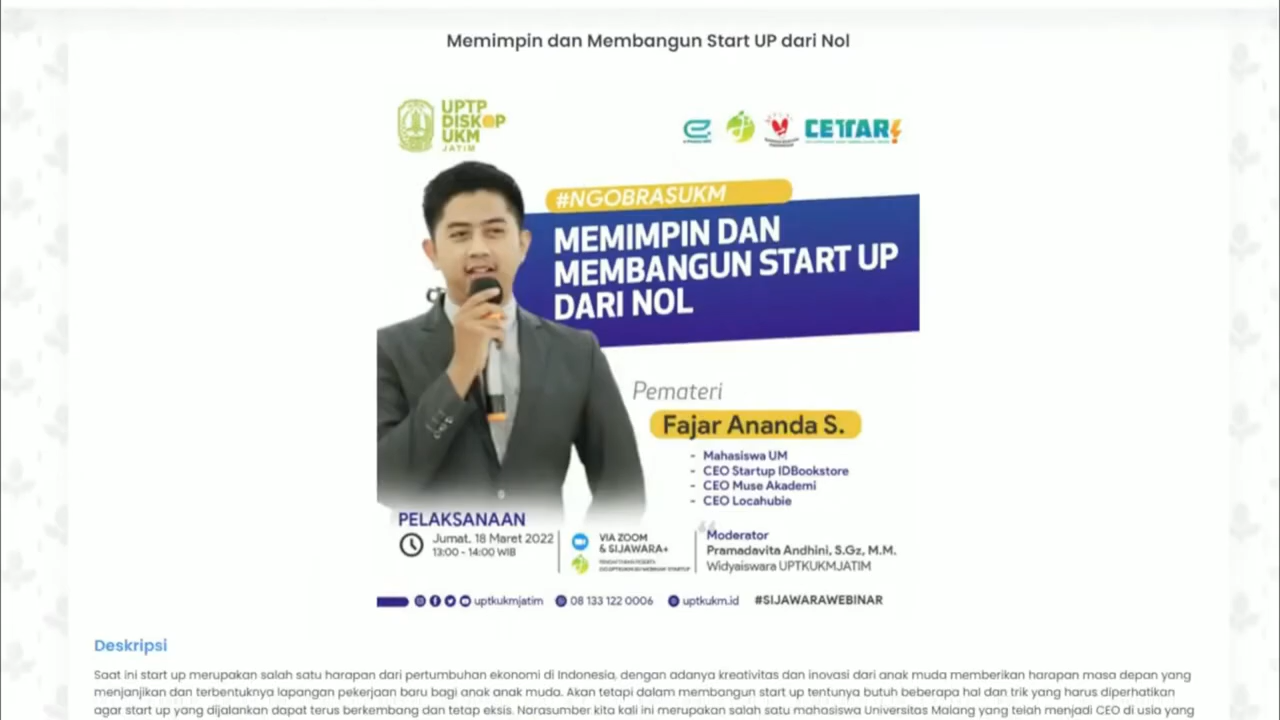 Memimpin dan Membangun Start UP dari Nol
UPTP
DISKOP
UKM
JATIM
CETTAR
#NGOBRASUKM
MEMIMPIN DAN
MEMBANGUN START UP
DARI NOL
Pemateri
Fajar Ananda S.
- Mahasiswa UM
- CEO Startup IDBookstore
- CEO Muse Akademi
- CEO Locahubie
PELAKSANAAN
Jumat, 18 Maret 2022
13:00 - 14:00 WIB
VIA ZOOM
& SIJAWARA+
Moderator
Pramadavita Andhini, S.Gz, M.M.
Widyaiswara UPTKUKMJATIM
uptkukmjatim
08 133 122 0006
uptkukm.id
#SIJAWARAWEBINAR
Deskripsi
Saat ini start up merupakan salah satu harapan dari pertumbuhan ekonomi di Indonesia, dengan adanya kreativitas dan inovasi dari anak muda memberikan harapan masa depan yang
menjanjikan dan terbentuknya lapangan pekerjaan baru bagi anak anak muda. Akan tetapi dalam membangun start up tentunya butuh beberapa hal dan trik yang harus diperhatikan
agar start up yang dijalankan dapat terus berkembang dan tetap eksis. Narasumber kita kali ini merupakan salah satu mahasiswa Universitas Malang yang telah menjadi CEO di usia yang